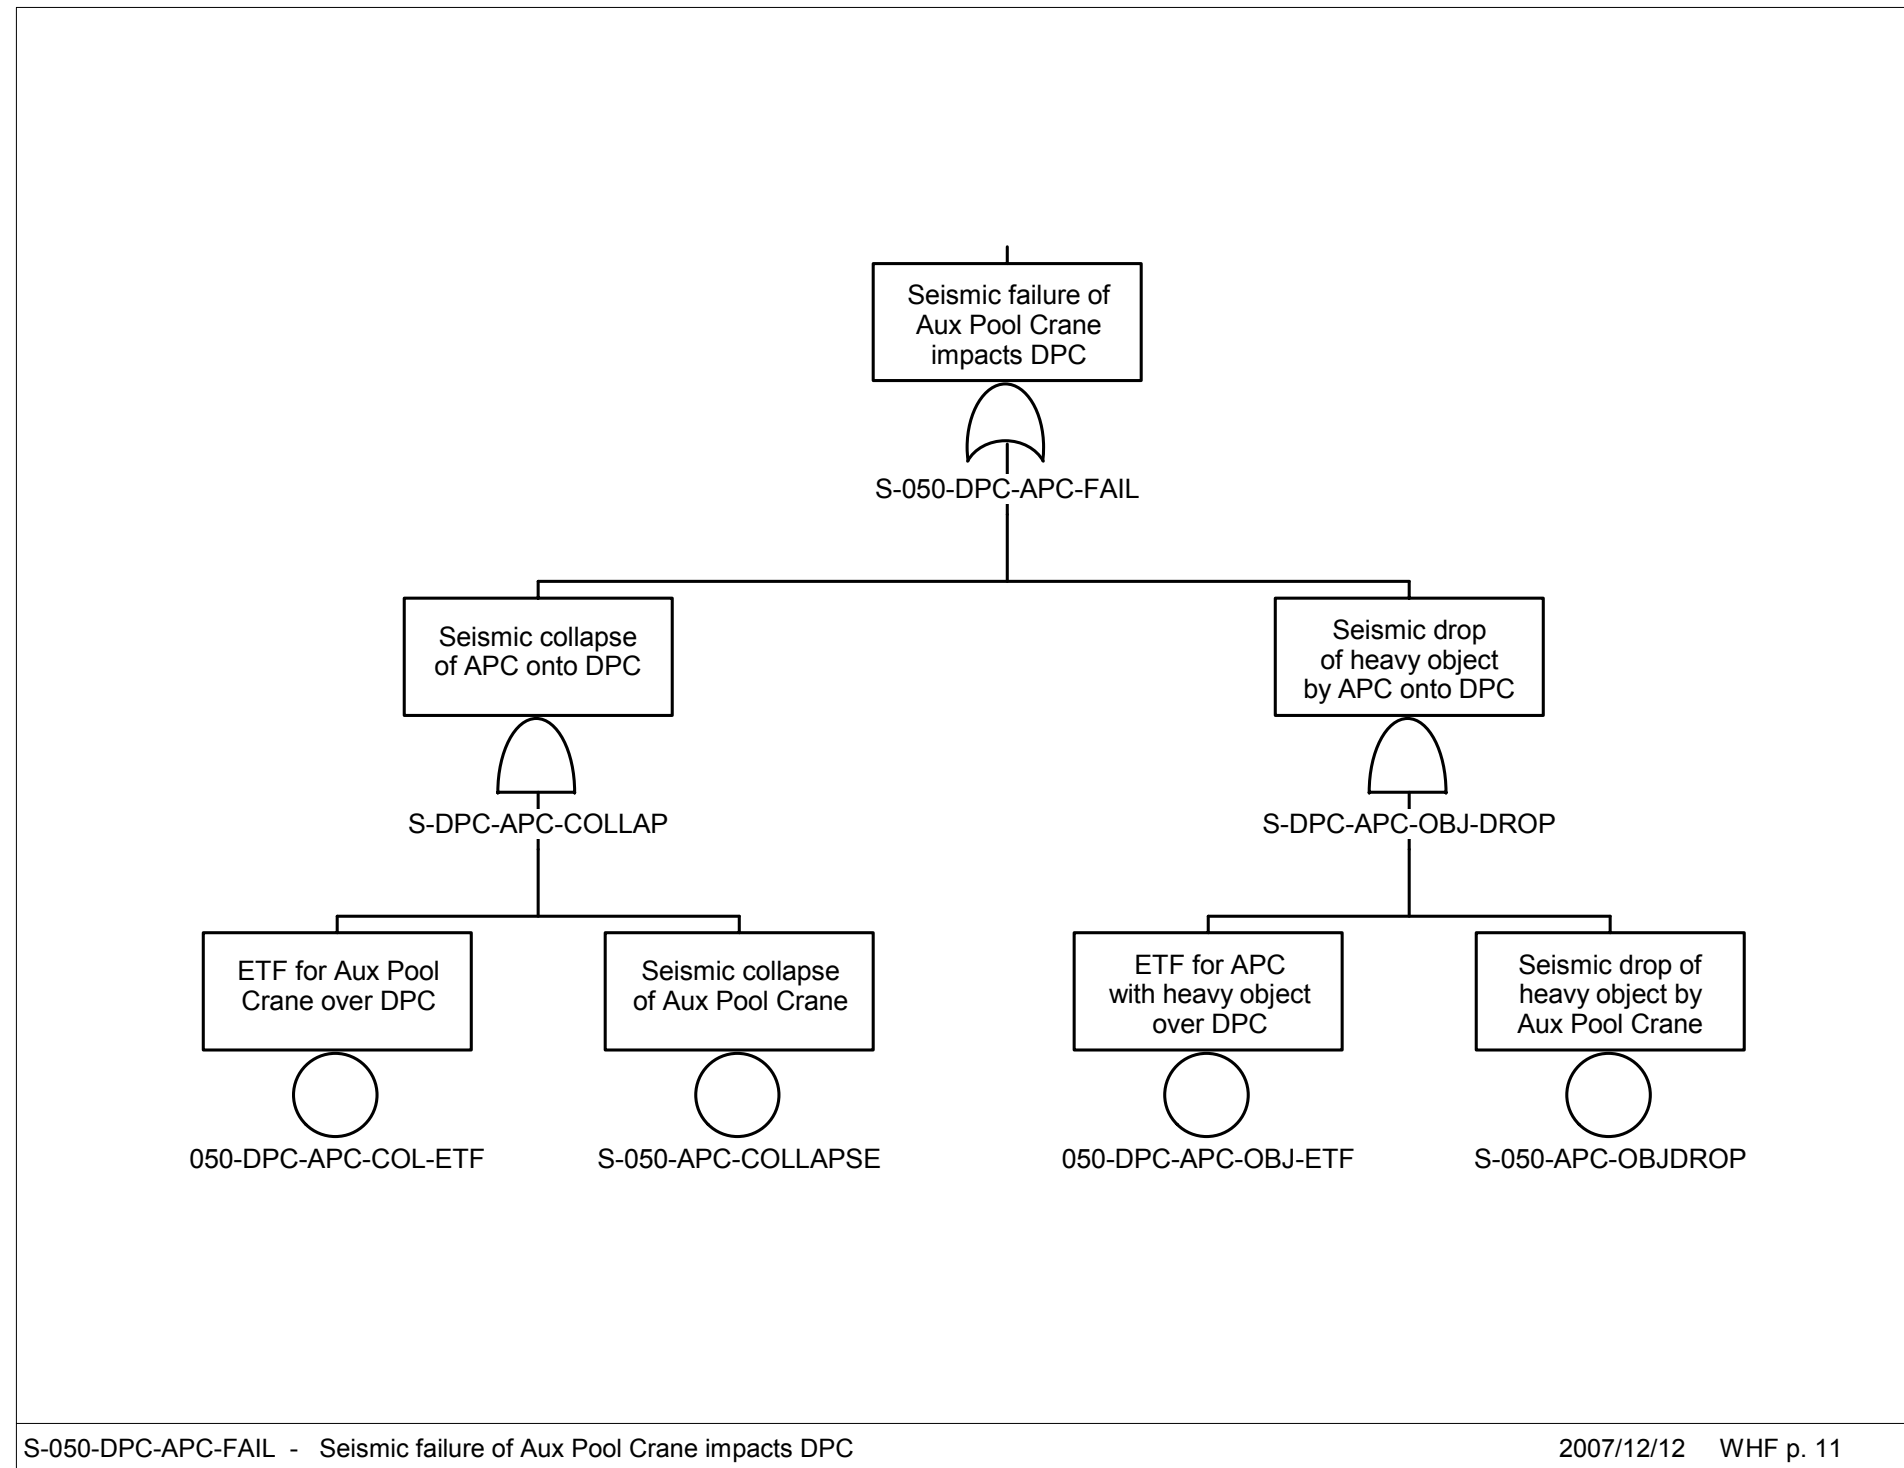 Seismic failure of
Aux Pool Crane
impacts DPC
S-050-DPC-APC-FAIL
Seismic collapse
of APC onto DPC
S-DPC-APC-COLLAP
Seismic drop
of heavy object
by APC onto DPC
S-DPC-APC-OBJ-DROP
ETF for Aux Pool
Crane over DPC
050-DPC-APC-COL-ETF
Seismic collapse
of Aux Pool Crane
S-050-APC-COLLAPSE
ETF for APC
with heavy object
over DPC
050-DPC-APC-OBJ-ETF
Seismic drop of
heavy object by
Aux Pool Crane
S-050-APC-OBJDROP
S-050-DPC-APC-FAIL - Seismic failure of Aux Pool Crane impacts DPC 2007/12/12 WHF p. 11